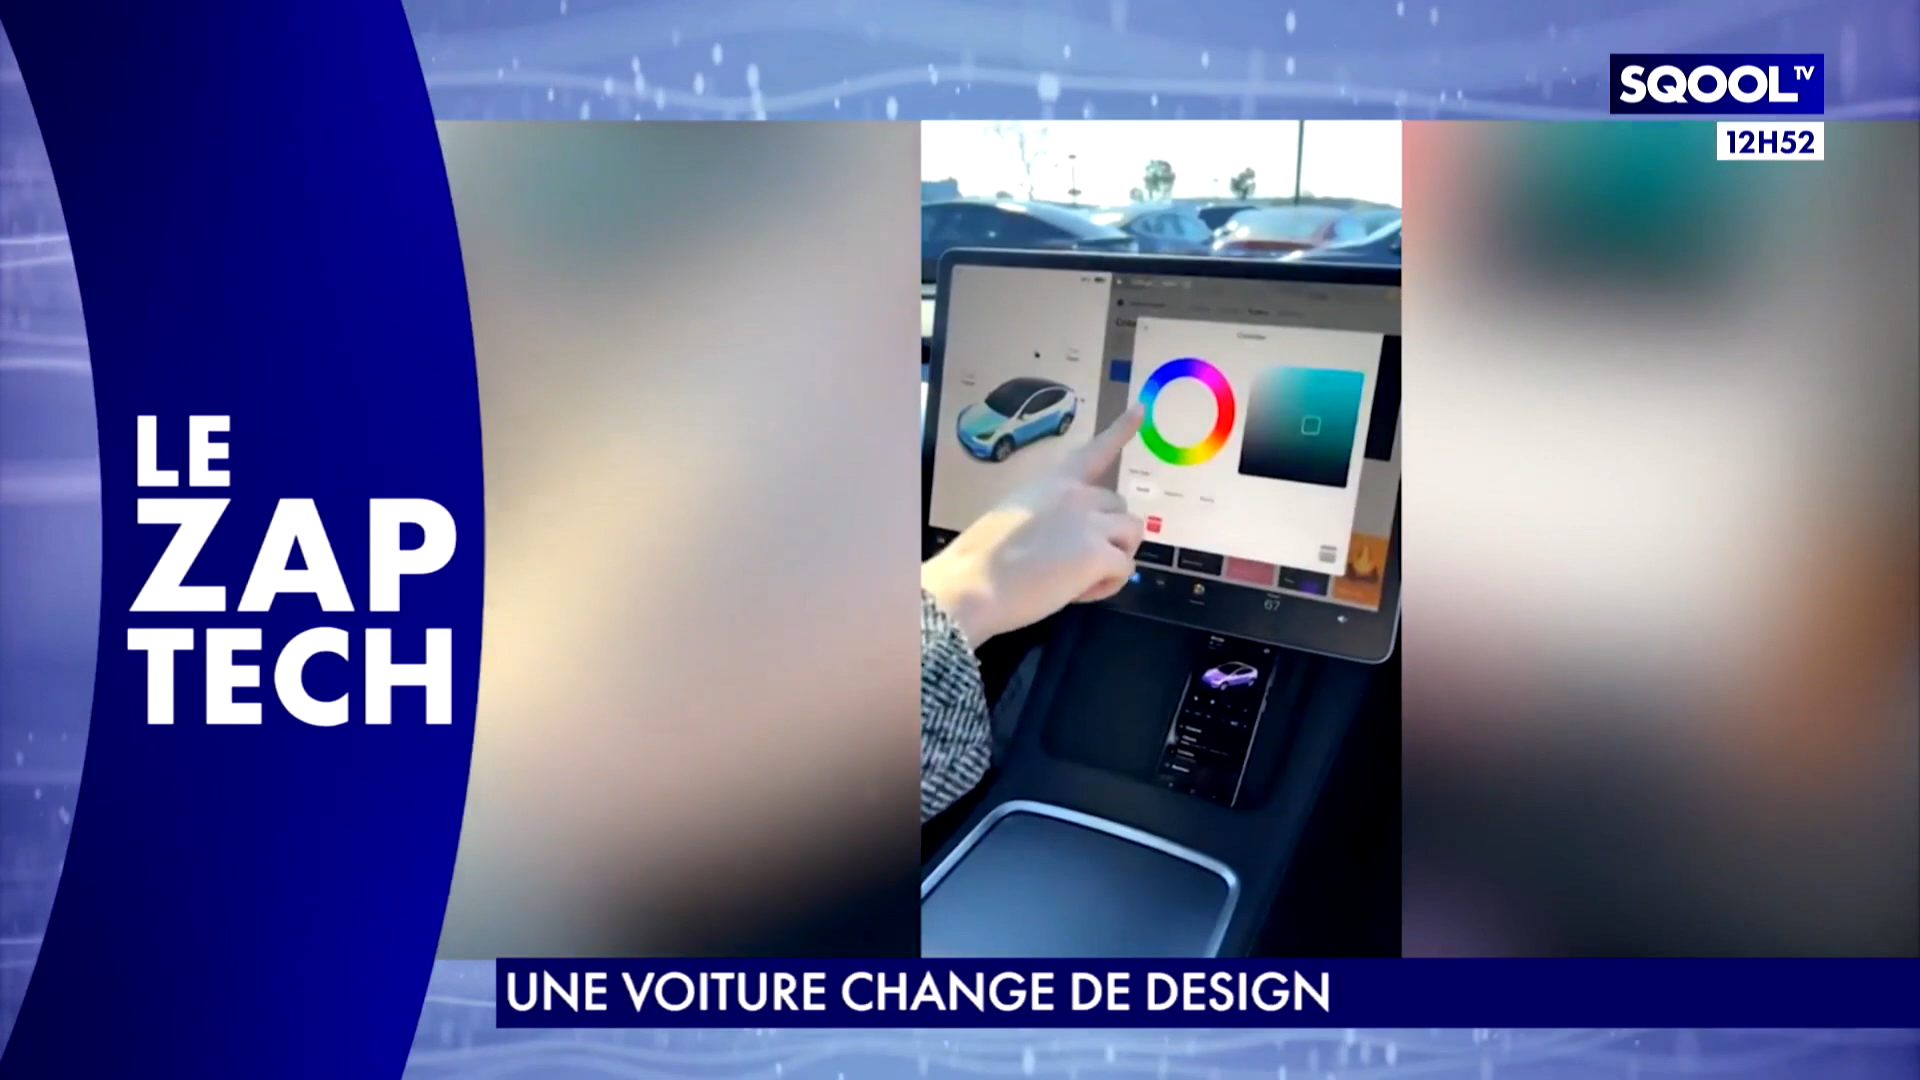 SQOOL TV
12H52
LE
ZAP
TECH
67
UNE VOITURE CHANGE DE DESIGN